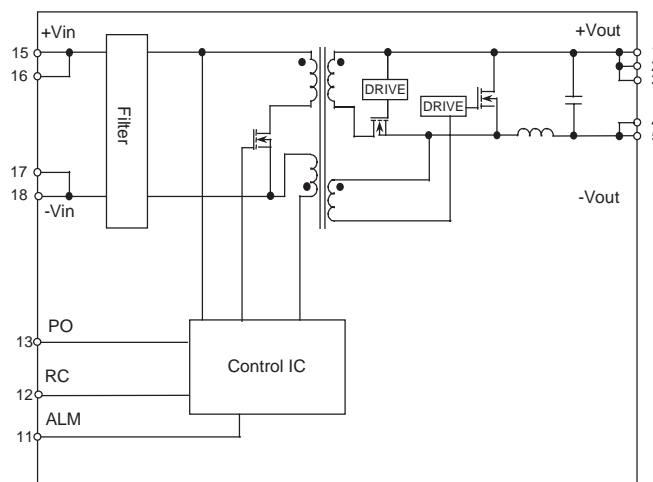 +Vin
+Vout
15
16
Filter
DRIVE
DRIVE
17
18
-Vin
-Vout
PO
13
Control IC
RC
12
ALM
11